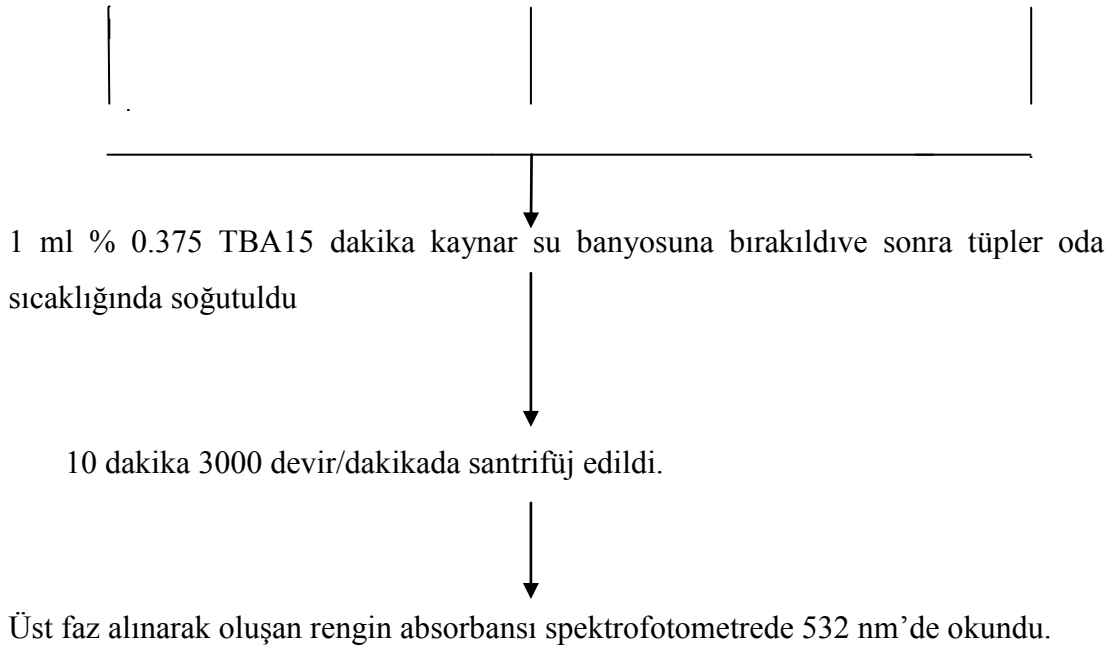 1 ml % 0.375 TBA15 dakika kaynar su banyosuna bırakıldıve sonra tüpler oda
sıcaklığında soğutuldu
10 dakika 3000 devir/dakikada santrifüj edildi.
Üst faz alınarak oluşan rengin absorbansı spektrofotometrede 532 nm’de okundu.